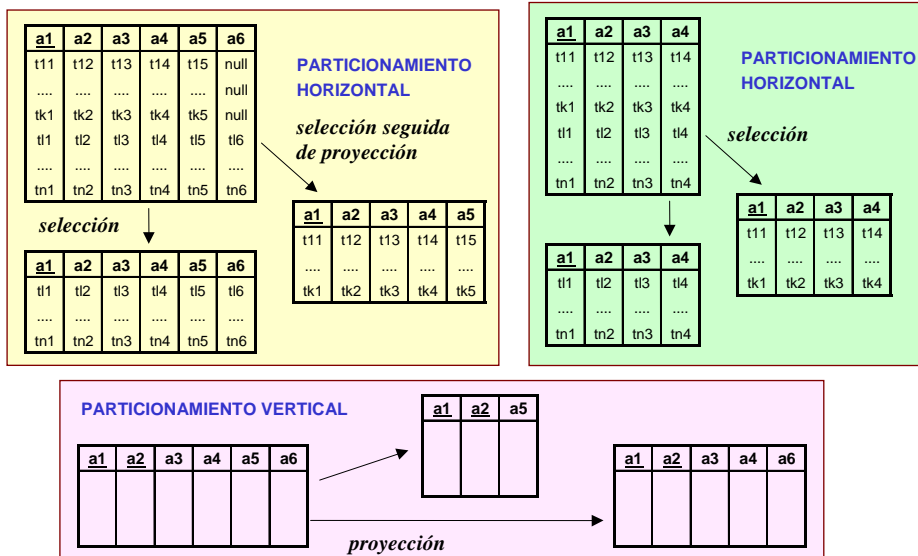 a1 a2 a3 a4 a5 a6
t11 t12 t13 t14 t15 null
.... .... .... .... .... null
tk1 tk2 tk3 tk4 tk5 null
tl1 tl2 tl3 tl4 tl5 tl6
.... .... .... .... .... ....
tn1 tn2 tn3 tn4 tn5 tn6
PARTICIONAMIENTO
HORIZONTAL
selección seguida
de proyección
selección
a1 a2 a3 a4 a5
t11 t12 t13 t14 t15
.... .... .... .... ....
tk1 tk2 tk3 tk4 tk5
a1 a2 a3 a4 a5 a6
tl1 tl2 tl3 tl4 tl5 tl6
.... .... .... .... .... ....
tn1 tn2 tn3 tn4 tn5 tn6
a1 a2 a3 a4
t11 t12 t13 t14
.... .... .... ....
tk1 tk2 tk3 tk4
tl1 tl2 tl3 tl4
.... .... .... ....
tn1 tn2 tn3 tn4
PARTICIONAMIENTO
HORIZONTAL
selección
a1 a2 a3 a4
t11 t12 t13 t14
.... .... .... ....
tk1 tk2 tk3 tk4
a1 a2 a3 a4
tl1 tl2 tl3 tl4
.... .... .... ....
tn1 tn2 tn3 tn4
PARTICIONAMIENTO VERTICAL
a1 a2 a5
a1 a2 a3 a4 a5 a6
a1 a2 a3 a4 a6
proyección